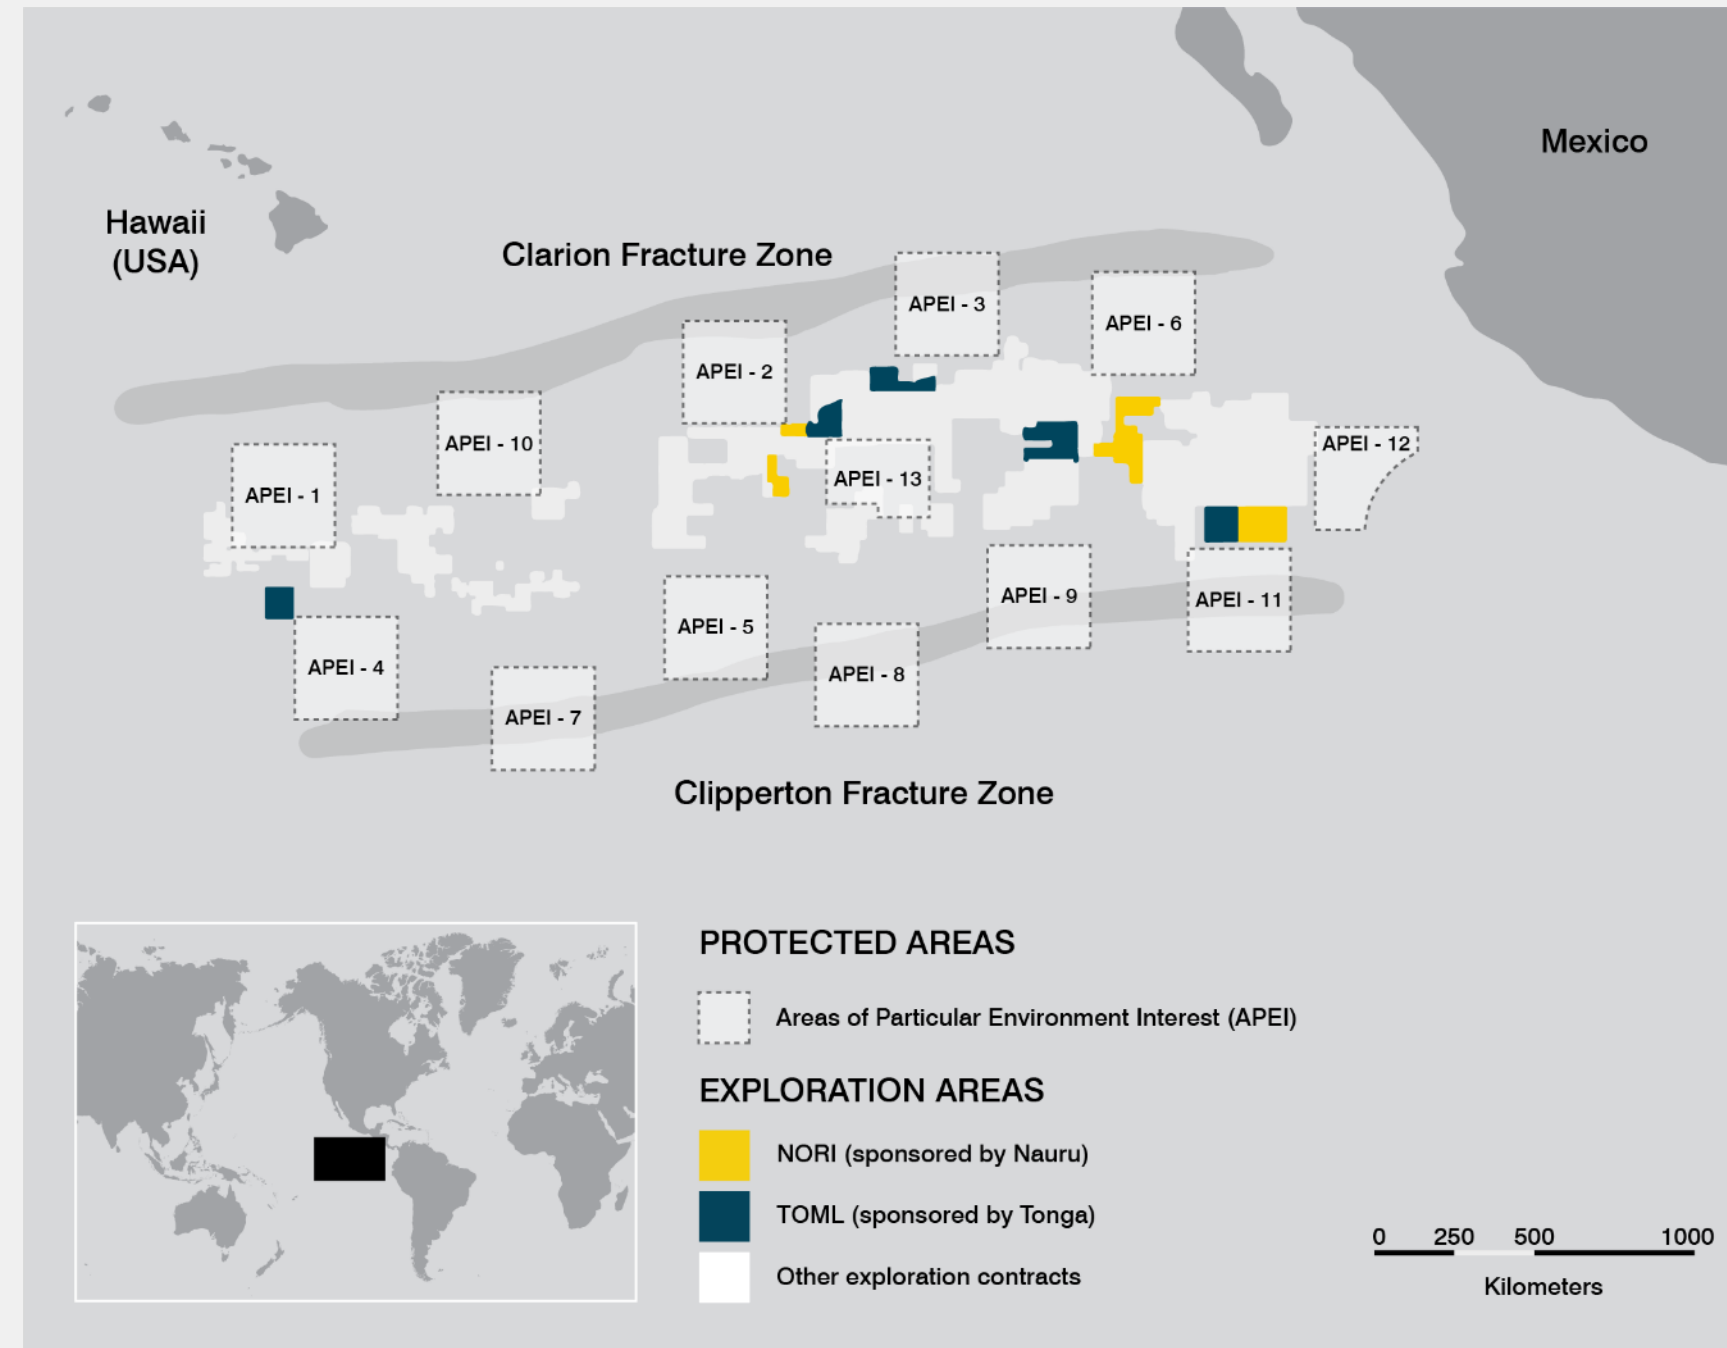 Mexico
Hawaii
(USA)
Clarion Fracture Zone
APEI - 3
APEI - 6
APEI - 2
APEI - 10
APEI - 12
APEI - 13
APEI - 1
APEI - 9
APEI - 11
APEI - 5
APEI - 4
APEI - 8
APEI - 7
Clipperton Fracture Zone
PROTECTED AREAS
Areas of Particular Environment Interest (APEI)
EXPLORATION AREAS
NORI (sponsored by Nauru)
TOML (sponsored by Tonga)
Other exploration contracts
0 250 500 1000
Kilometers